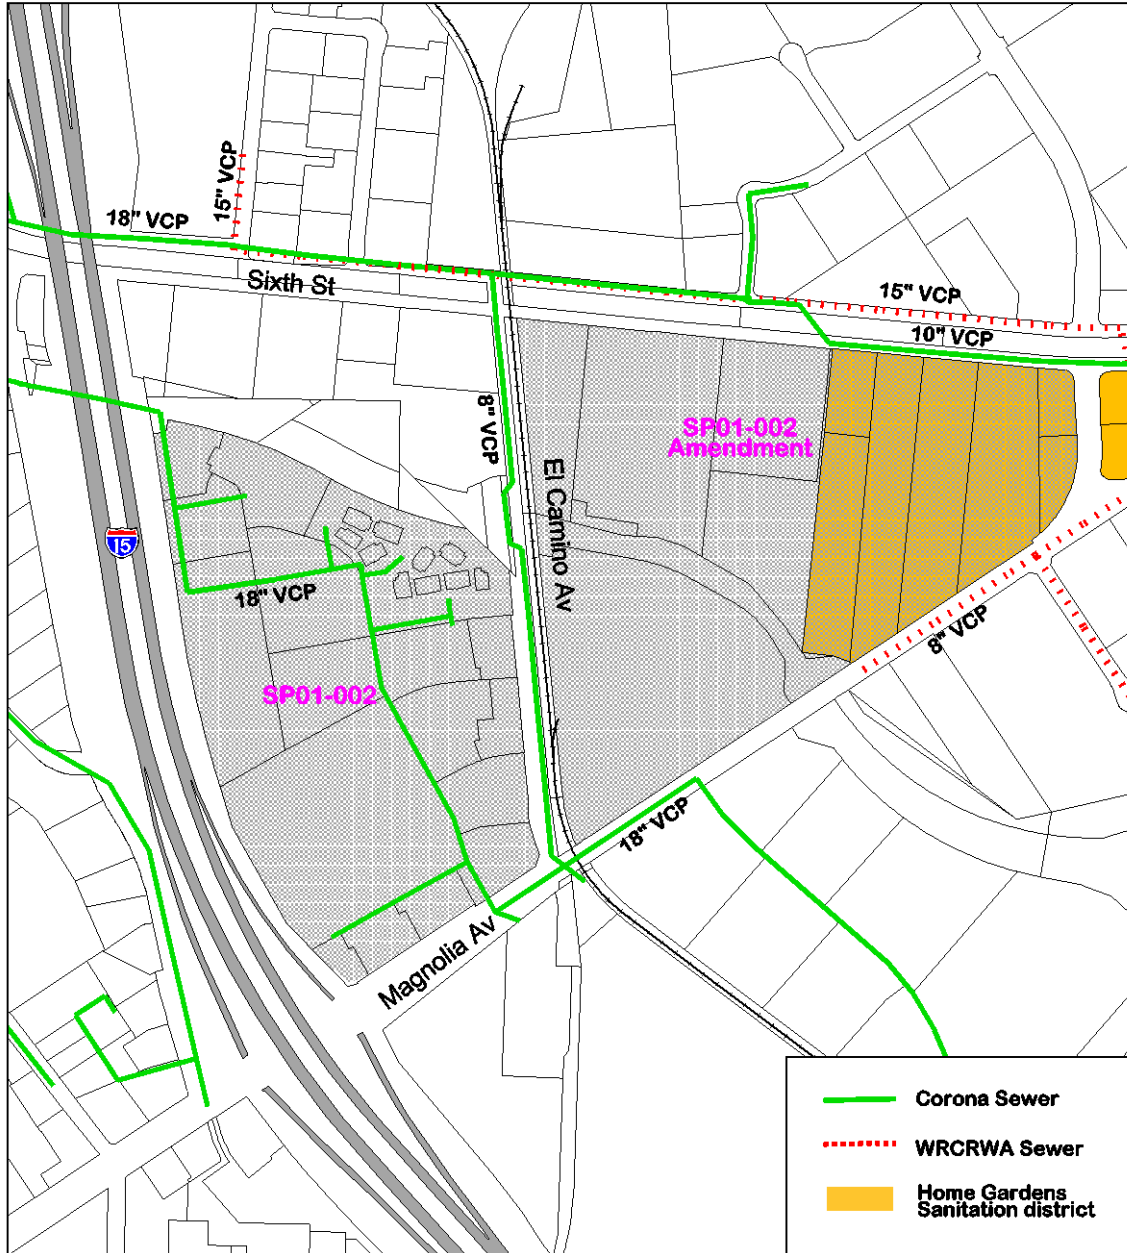 15" VCP
18" VCP
Sixth St
15" VCP
10" VCP
8" VCP
SP01-002
Amendment
El Camino Av
15
18" VCP
8" VCP
SP01-002
18" VCP
Magnolia Av
Corona Sewer
WRCRWA Sewer
Home Gardens
Sanitation district